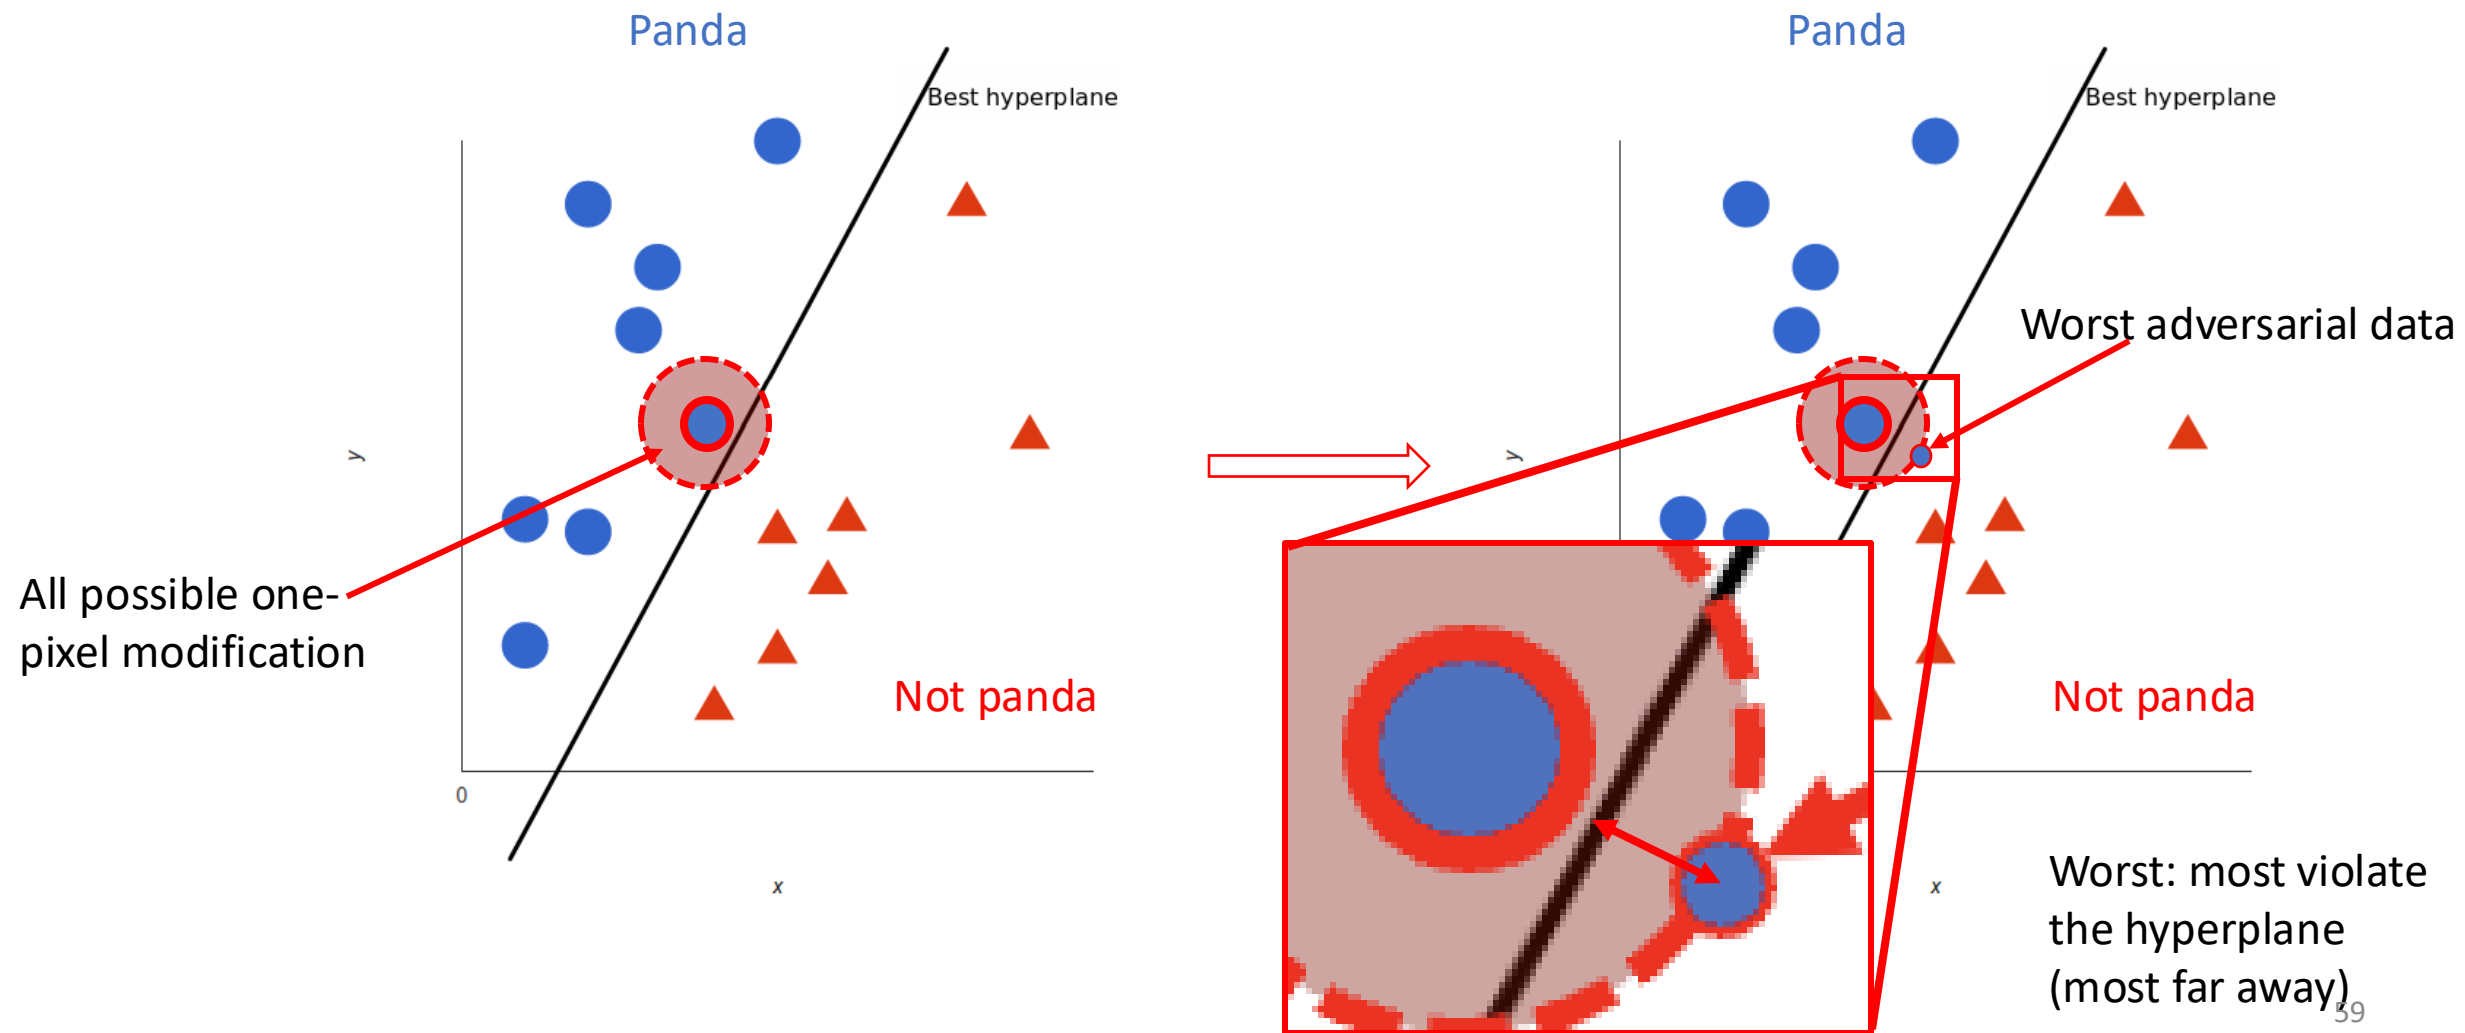 Panda
Best hyperplane
y
All possible one-
pixel modification
Not panda
0
x
Panda
Best hyperplane
Worst adversarial data
y
Not panda
x
Worst: most violate
the hyperplane
(most far away)
59